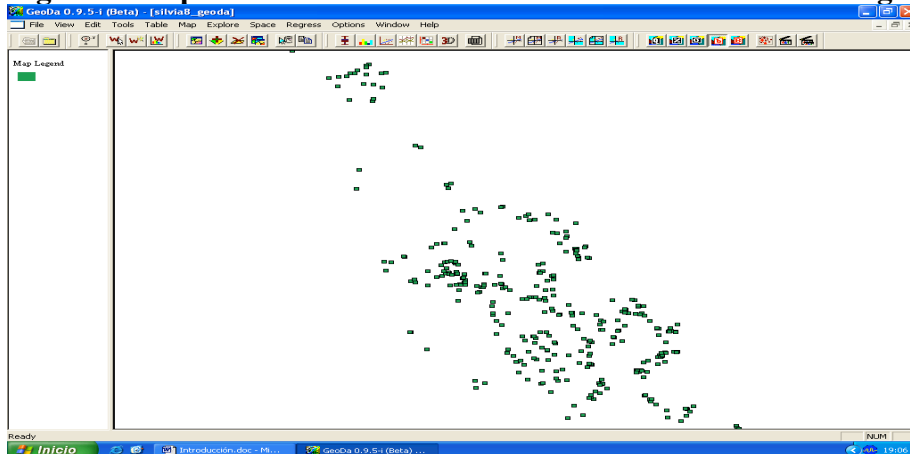 GeoDa 0.9.5-i (Beta) - [silvia8_geoda]
File View Edit Tools Table Map Explore Space Regress Options Window Help
3D
Map Legend
Ready NUM
Inicio Introducción.doc - Mi... GeoDa 0.9.5-i (Beta) ... 19:06